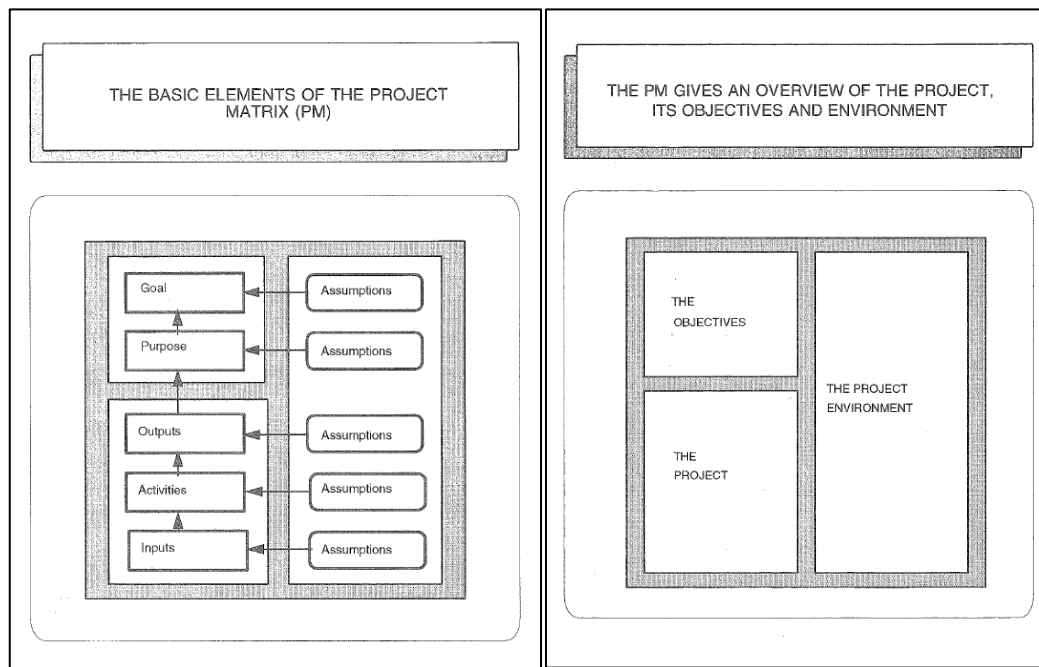 THE BASIC ELEMENTS OF THE PROJECT
MATRIX (PM)
Goal
Assumptions
Purpose
Assumptions
Outputs
Assumptions
Activities
Assumptions
Inputs
Assumptions
THE PM GIVES AN OVERVIEW OF THE PROJECT,
ITS OBJECTIVES AND ENVIRONMENT
THE
OBJECTIVES
THE PROJECT
ENVIRONMENT
THE
PROJECT